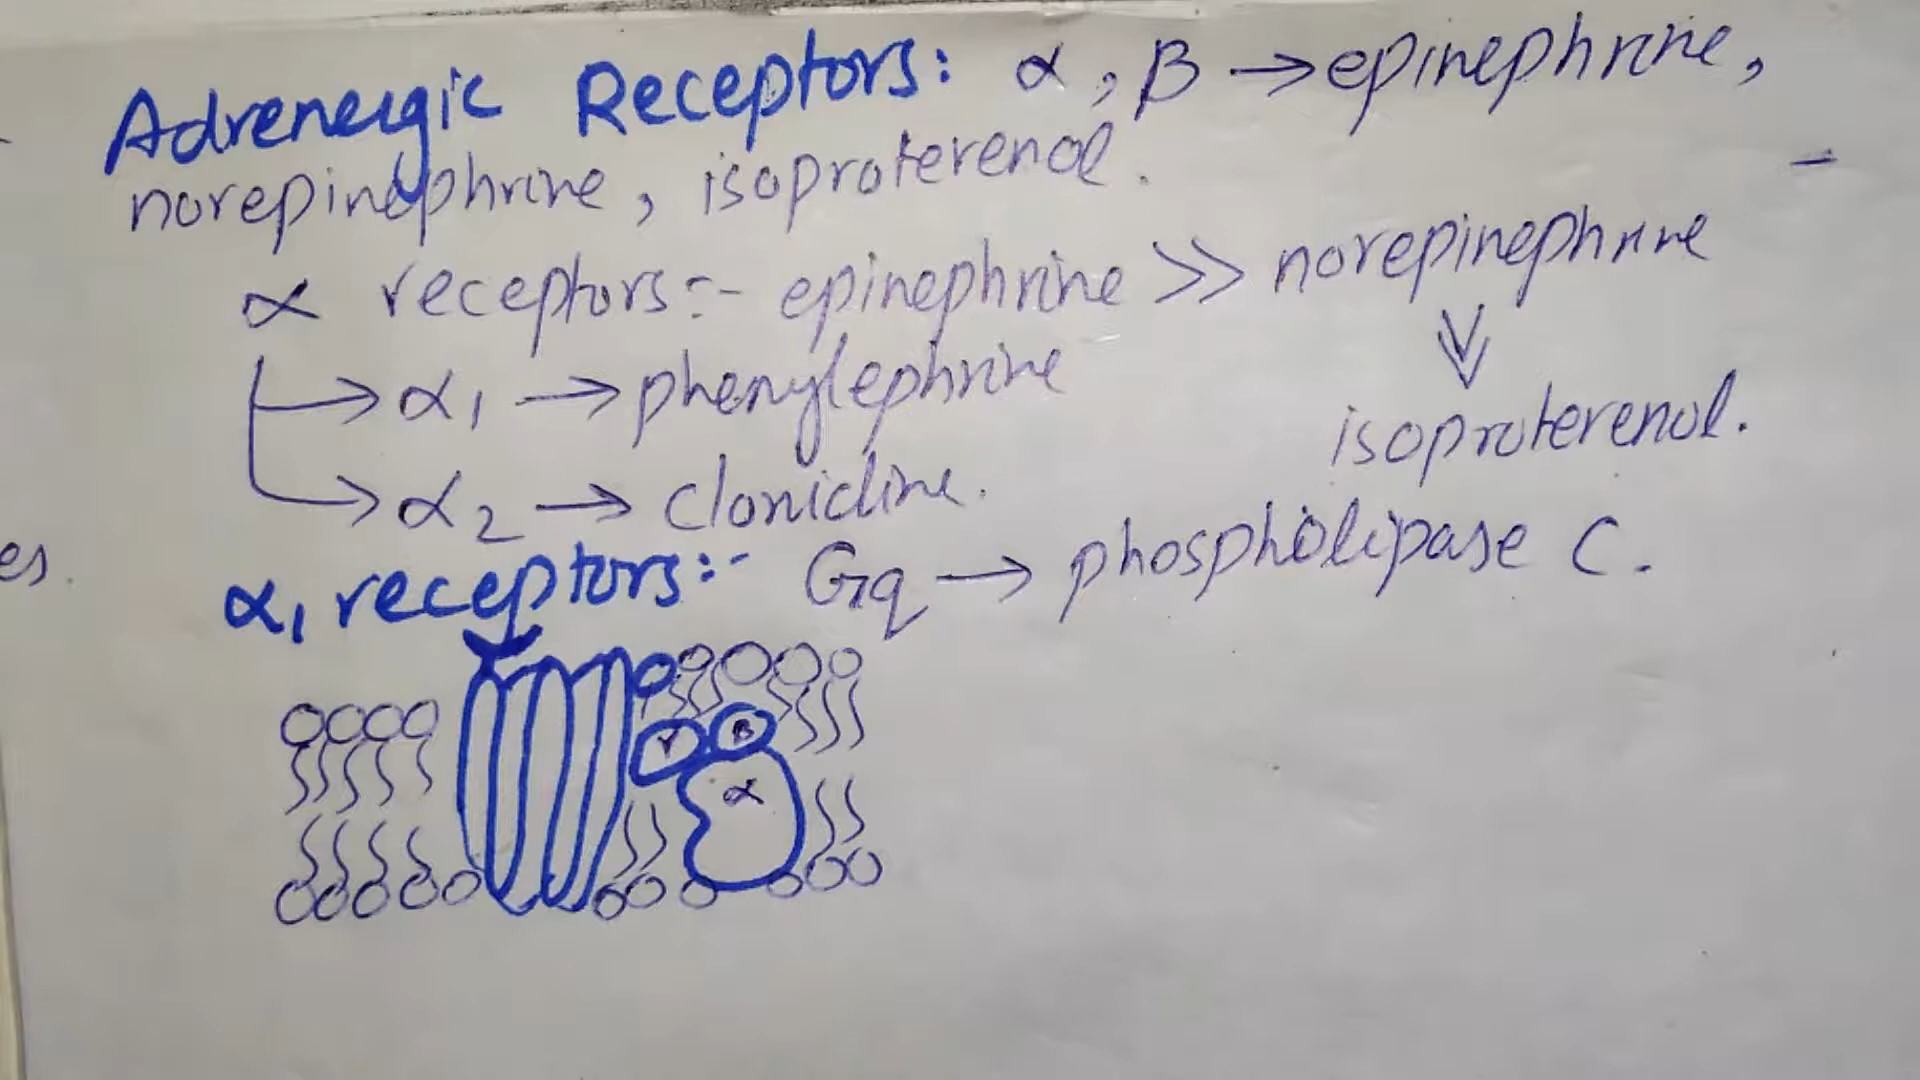 Adrenergic Receptors: α, β → epinephrine,
norepinephrine, isoproterenol.
α receptors:- epinephrine >> norepinephrine
>> isoproterenol.
→ α1 → phenylephrine
→ α2 → clonidine.
es.
α1 receptors:- Gq → phospholipase C.
γ β
α